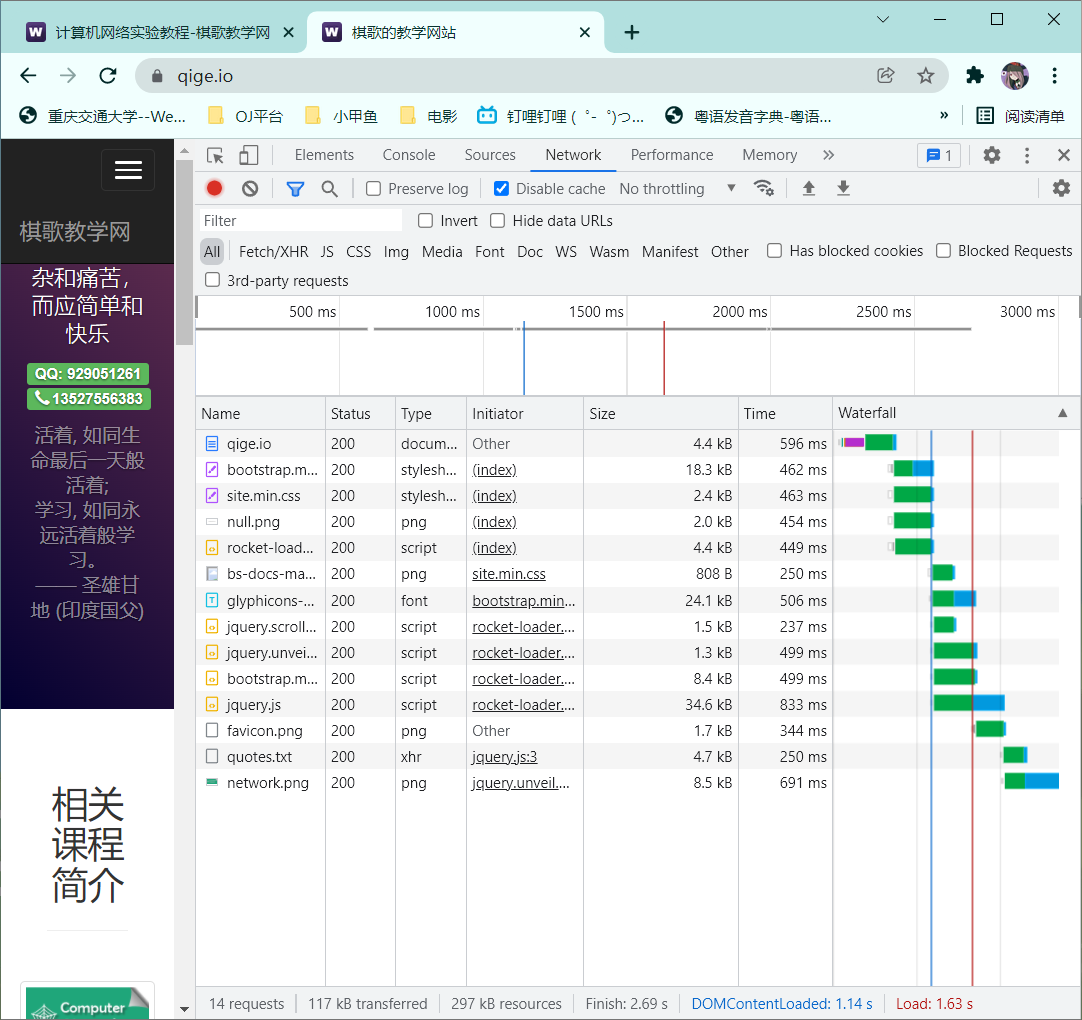 计算机网络实验教程-棋歌教学网
棋歌的教学网站
qige.io
重庆交通大学--We...
OJ平台
小甲鱼
电影
钉哩钉哩 ( ゜- ゜)つ...
粤语发音字典-粤语...
»
阅读清单
棋歌教学网
杂和痛苦，
而应简单和
快乐
QQ: 929051261
13527556383
活着, 如同生
命最后一天般
活着;
学习, 如同永
远活着般学
习。
—— 圣雄甘
地 (印度国父)
相关
课程
简介
Computer
Elements Console Sources Network Performance Memory » 1
Preserve log Disable cache No throttling
Filter Invert Hide data URLs
All Fetch/XHR JS CSS Img Media Font Doc WS Wasm Manifest Other Has blocked cookies Blocked Requests
3rd-party requests
500 ms 1000 ms 1500 ms 2000 ms 2500 ms 3000 ms
Name Status Type Initiator Size Time Waterfall
qige.io 200 docum... Other 4.4 kB 596 ms
bootstrap.m... 200 stylesh... (index) 18.3 kB 462 ms
site.min.css 200 stylesh... (index) 2.4 kB 463 ms
null.png 200 png (index) 2.0 kB 454 ms
rocket-load... 200 script (index) 4.4 kB 449 ms
bs-docs-ma... 200 png site.min.css 808 B 250 ms
glyphicons-... 200 font bootstrap.min... 24.1 kB 506 ms
jquery.scroll... 200 script rocket-loader.... 1.5 kB 237 ms
jquery.unvei... 200 script rocket-loader.... 1.3 kB 499 ms
bootstrap.m... 200 script rocket-loader.... 8.4 kB 499 ms
jquery.js 200 script rocket-loader.... 34.6 kB 833 ms
favicon.png 200 png Other 1.7 kB 344 ms
quotes.txt 200 xhr jquery.js:3 4.7 kB 250 ms
network.png 200 png jquery.unveil.... 8.5 kB 691 ms
14 requests 117 kB transferred 297 kB resources Finish: 2.69 s DOMContentLoaded: 1.14 s Load: 1.63 s